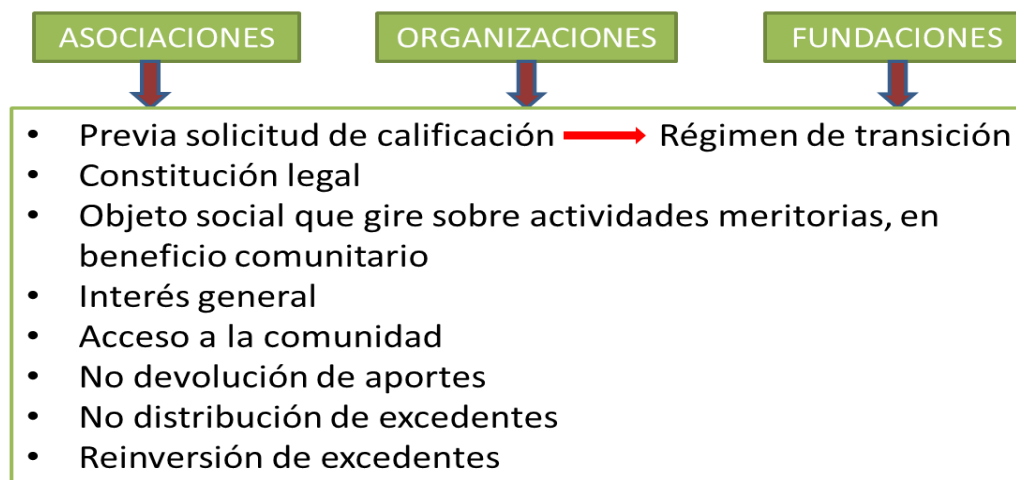 ASOCIACIONES
ORGANIZACIONES
FUNDACIONES
• Previa solicitud de calificación Régimen de transición
• Constitución legal
• Objeto social que gire sobre actividades meritorias, en
beneficio comunitario
• Interés general
• Acceso a la comunidad
• No devolución de aportes
• No distribución de excedentes
• Reinversión de excedentes